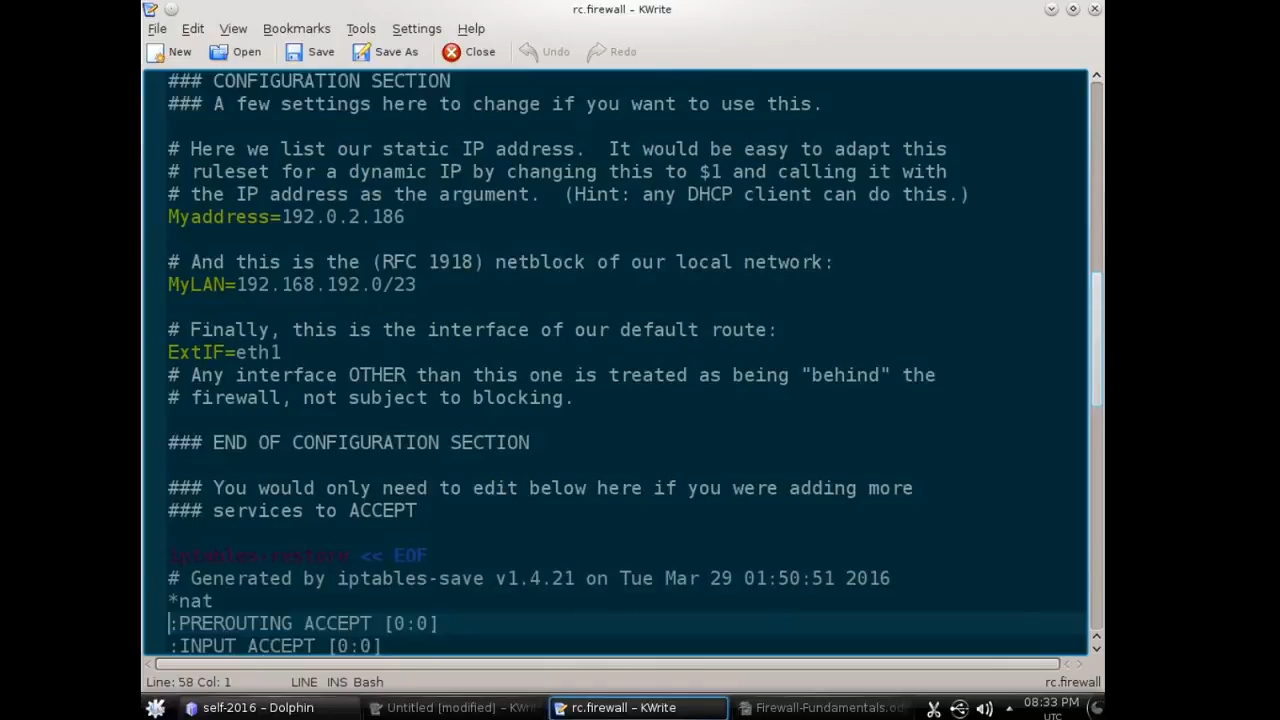 rc.firewall – KWrite
File Edit View Bookmarks Tools Settings Help
New Open Save Save As Close Undo Redo
### CONFIGURATION SECTION
### A few settings here to change if you want to use this.
# Here we list our static IP address.  It would be easy to adapt this
# ruleset for a dynamic IP by changing this to $1 and calling it with
# the IP address as the argument.  (Hint: any DHCP client can do this.)
Myaddress=192.0.2.186
# And this is the (RFC 1918) netblock of our local network:
MyLAN=192.168.192.0/23
# Finally, this is the interface of our default route:
ExtIF=eth1
# Any interface OTHER than this one is treated as being "behind" the
# firewall, not subject to blocking.
### END OF CONFIGURATION SECTION
### You would only need to edit below here if you were adding more
### services to ACCEPT
iptables-restore << EOF
# Generated by iptables-save v1.4.21 on Tue Mar 29 01:50:51 2016
*nat
:PREROUTING ACCEPT [0:0]
:INPUT ACCEPT [0:0]
Line: 58 Col: 1 LINE INS Bash rc.firewall
self-2016 – Dolphin Untitled [modified] – KWri rc.firewall – KWrite Firewall-Fundamentals.od 08:33 PM
UTC